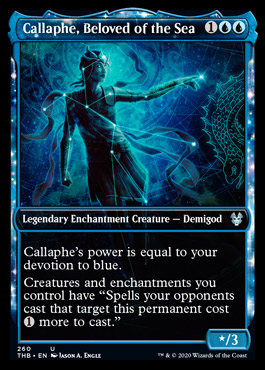 Callaphe, Beloved of the Sea 1
Legendary Enchantment Creature — Demigod
Callaphe's power is equal to your
devotion to blue.
Creatures and enchantments you
control have “Spells your opponents
cast that target this permanent cost
1 more to cast.”
*/3
260 U
THB • EN JASON A. ENGLE
™ & © 2020 Wizards of the Coast